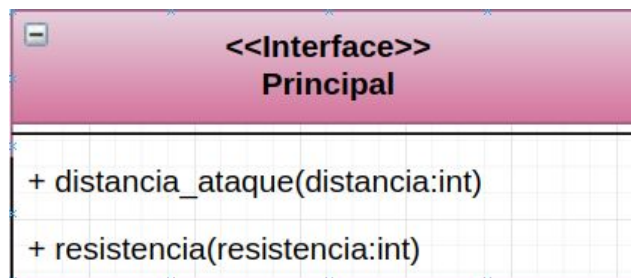 <<Interface>>
Principal
+ distancia_ataque(distancia:int)
+ resistencia(resistencia:int)